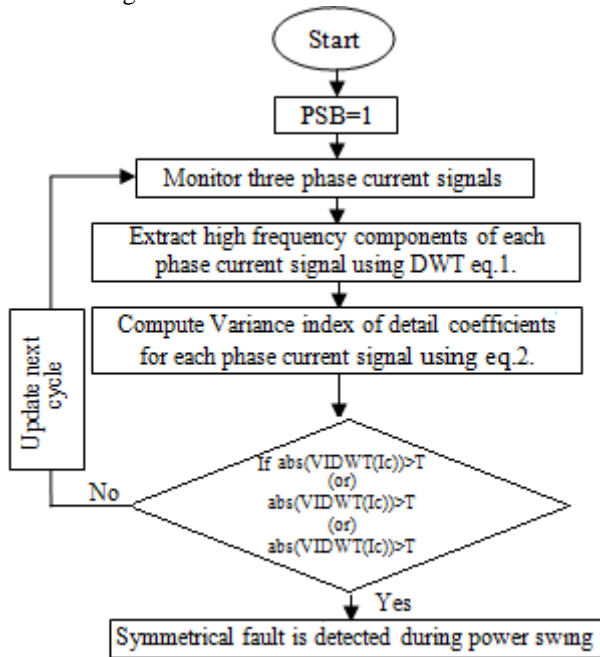 Start
PSB=1
Monitor three phase current signals
Extract high frequency components of each
phase current signal using DWT eq.1.
Compute Variance index of detail coefficients
for each phase current signal using eq.2.
Update next
cycle
If abs(VIDWT(Ic))>T
(or)
abs(VIDWT(Ic))>T
(or)
abs(VIDWT(Ic))>T
No
Yes
Symmetrical fault is detected during power swing